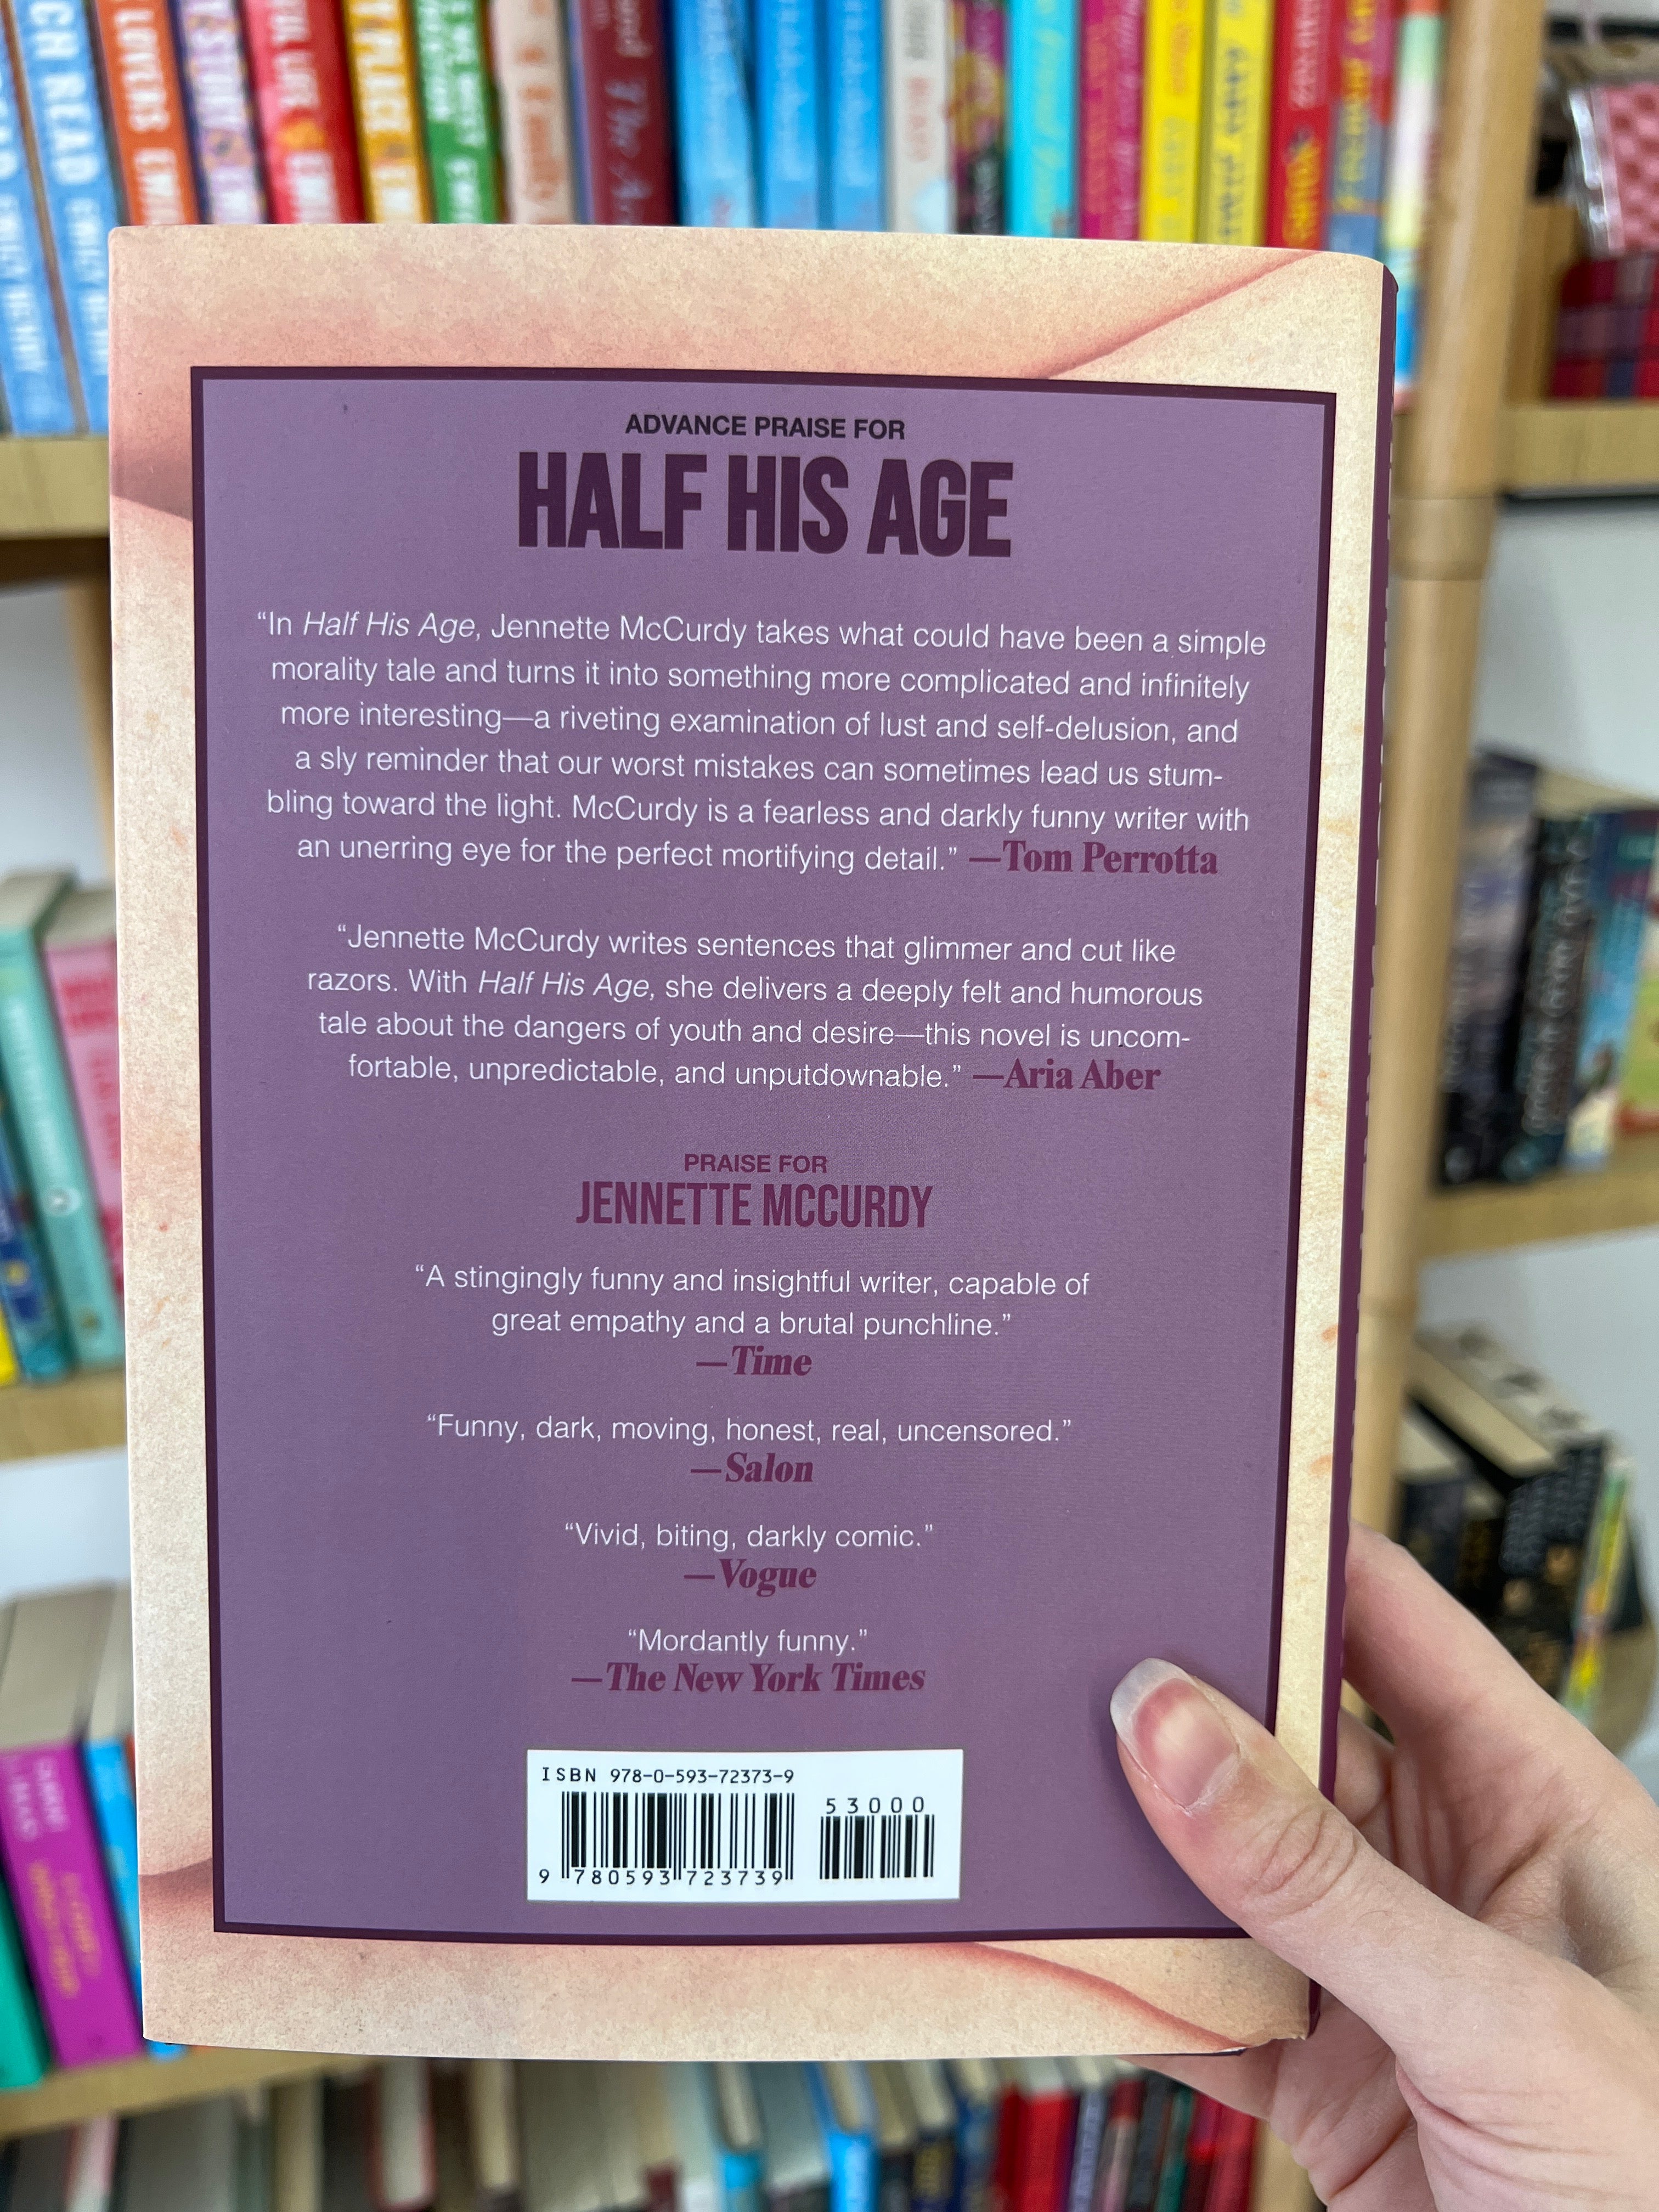 CH READ
EMILY HENRY
LOVERS
FUL LIFE
PLACE
ADVANCE PRAISE FOR
HALF HIS AGE
“In Half His Age, Jennette McCurdy takes what could have been a simple
morality tale and turns it into something more complicated and infinitely
more interesting—a riveting examination of lust and self-delusion, and
a sly reminder that our worst mistakes can sometimes lead us stum-
bling toward the light. McCurdy is a fearless and darkly funny writer with
an unerring eye for the perfect mortifying detail.” —Tom Perrotta
“Jennette McCurdy writes sentences that glimmer and cut like
razors. With Half His Age, she delivers a deeply felt and humorous
tale about the dangers of youth and desire—this novel is uncom-
fortable, unpredictable, and unputdownable.” —Aria Aber
PRAISE FOR
JENNETTE MCCURDY
“A stingingly funny and insightful writer, capable of
great empathy and a brutal punchline.”
—Time
“Funny, dark, moving, honest, real, uncensored.”
—Salon
“Vivid, biting, darkly comic.”
—Vogue
“Mordantly funny.”
—The New York Times
ISBN 978-0-593-72373-9
53000
9 780593 723739